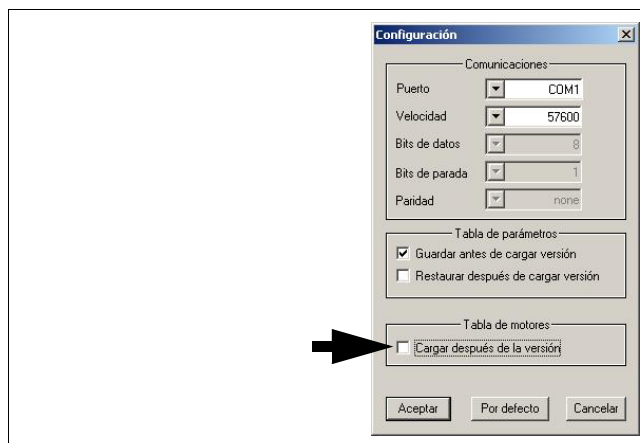 Configuración
Comunicaciones
Puerto COM1
Velocidad 57600
Bits de datos 8
Bits de parada 1
Paridad none
Tabla de parámetros
Guardar antes de cargar versión
Restaurar después de cargar versión
Tabla de motores
Cargar después de la versión
Aceptar Por defecto Cancelar